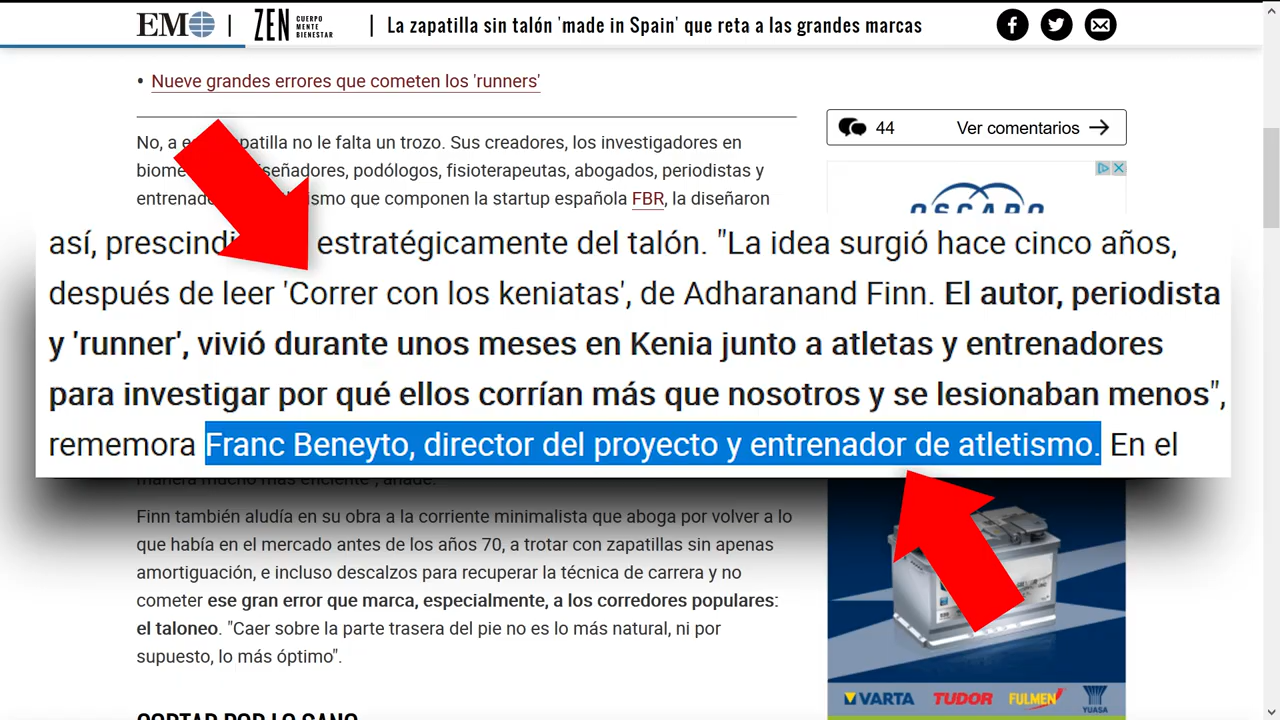 EM
ZEN CUERPO
MENTE
BIENESTAR
La zapatilla sin talón 'made in Spain' que reta a las grandes marcas
• Nueve grandes errores que cometen los 'runners'
No, a patilla no le falta un trozo. Sus creadores, los investigadores en
biome señadores, podólogos, fisioterapeutas, abogados, periodistas y
entrenado ismo que componen la startup española FBR, la diseñaron
así, prescindi estratégicamente del talón. "La idea surgió hace cinco años,
después de leer 'Correr con los keniatas', de Adharanand Finn. El autor, periodista
y 'runner', vivió durante unos meses en Kenia junto a atletas y entrenadores
para investigar por qué ellos corrían más que nosotros y se lesionaban menos",
rememora Franc Beneyto, director del proyecto y entrenador de atletismo. En el
manera mucho más eficiente", añade.
Finn también aludía en su obra a la corriente minimalista que aboga por volver a lo
que había en el mercado antes de los años 70, a trotar con zapatillas sin apenas
amortiguación, e incluso descalzos para recuperar la técnica de carrera y no
cometer ese gran error que marca, especialmente, a los corredores populares:
el taloneo. "Caer sobre la parte trasera del pie no es lo más natural, ni por
supuesto, lo más óptimo".
CORTAR POR LO SANO
44 Ver comentarios
OSCARO
VARTA TUDOR FULMEN YUASA